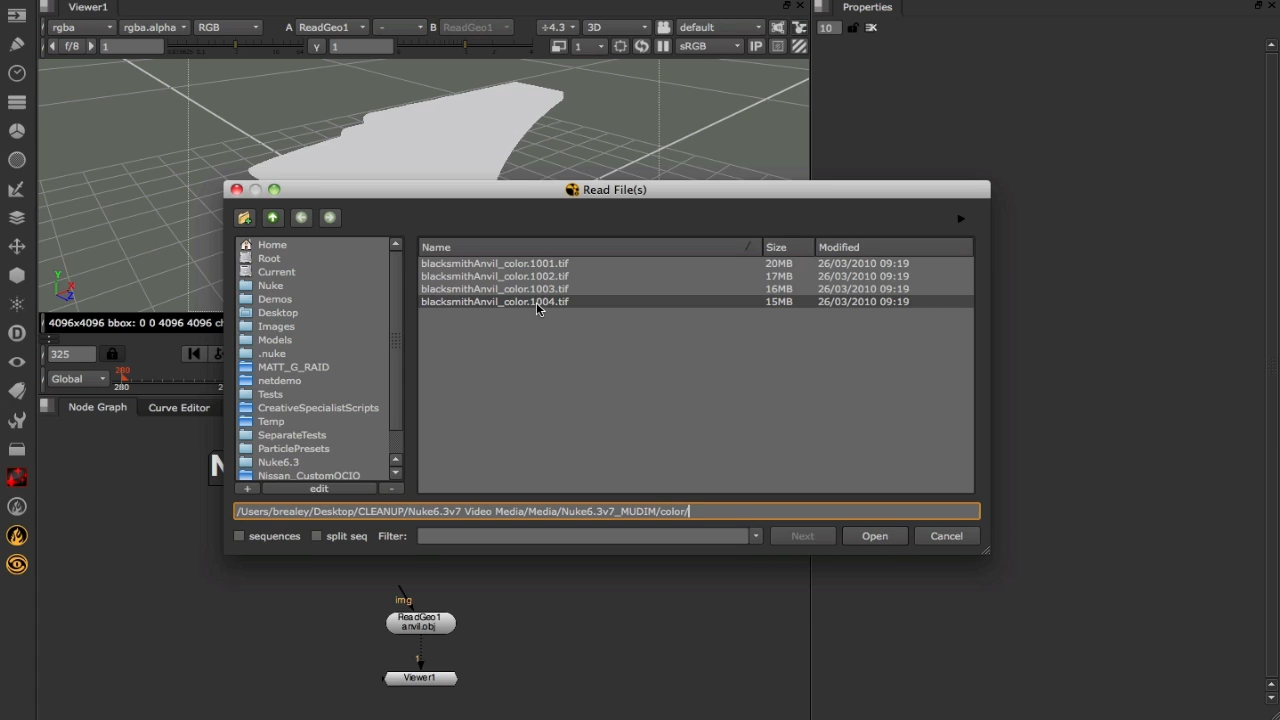 Viewer1
Properties
rgba rgba.alpha RGB A ReadGeo1 - B ReadGeo1 ÷4.3 3D default
10
f/8 1 γ 1 1 sRGB IP
Read File(s)
Home
Root
Current
Nuke
Demos
Desktop
Images
Models
.nuke
MATT_G_RAID
netdemo
Tests
CreativeSpecialistScripts
Temp
SeparateTests
ParticlePresets
Nuke6.3
Nissan_CustomOCIO
+ edit -
Name / Size Modified
blacksmithAnvil_color.1001.tif 20MB 26/03/2010 09:19
blacksmithAnvil_color.1002.tif 17MB 26/03/2010 09:19
blacksmithAnvil_color.1003.tif 16MB 26/03/2010 09:19
blacksmithAnvil_color.1004.tif 15MB 26/03/2010 09:19
/Users/brealey/Desktop/CLEANUP/Nuke6.3v7 Video Media/Media/Nuke6.3v7_MUDIM/color/
sequences split seq Filter: Next Open Cancel
Y
X
Z
4096x4096 bbox: 0 0 4096 4096 ch
325
Global 280
280 2
Node Graph Curve Editor
N
img
ReadGeo1
anvil.obj
1
Viewer1